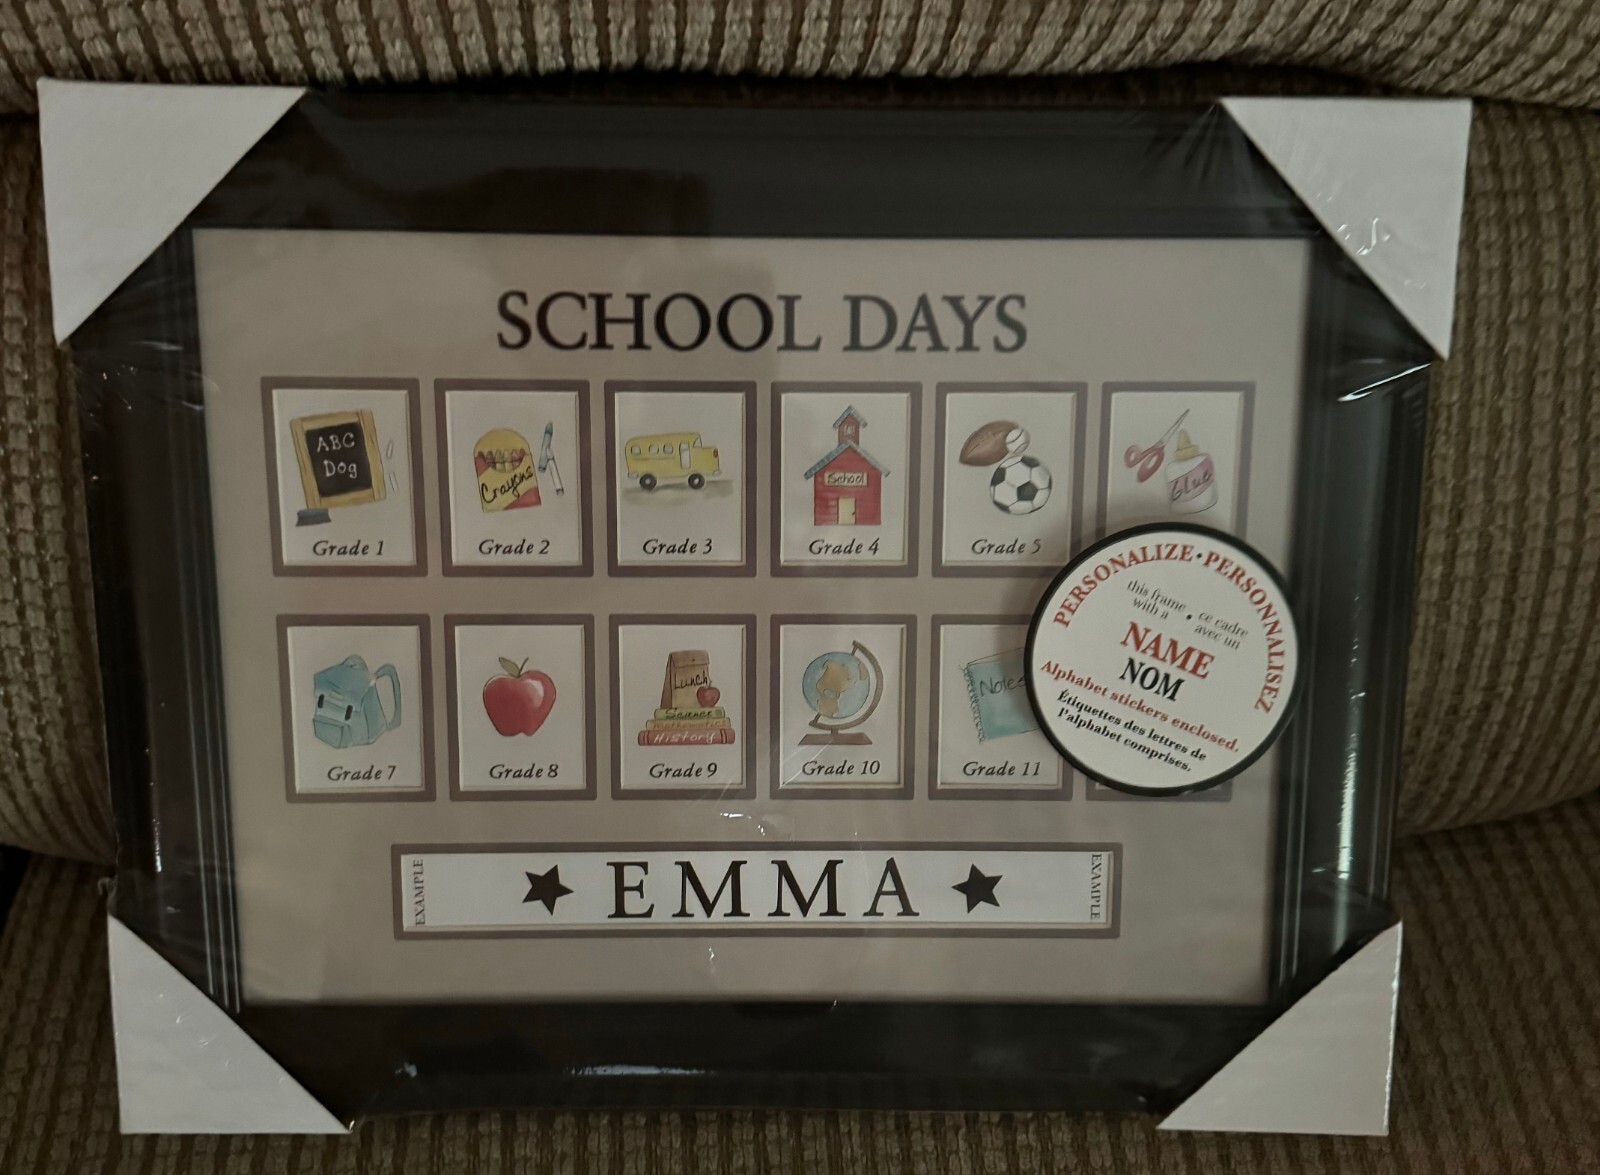 SCHOOL DAYS
ABC
Dog
Grade 1
Crayons
Grade 2
Grade 3
School
Grade 4
Grade 5
Glue
PERSONALIZE • PERSONNALISEZ
this frame • ce cadre
with a avec un
NAME
NOM
Alphabet stickers enclosed.
Étiquettes des lettres de
l'alphabet comprises.
Grade 7
Grade 8
Lunch
Science
Mathematics
History
Grade 9
Grade 10
Notes
Grade 11
EXAMPLE
★ EMMA ★
EXAMPLE